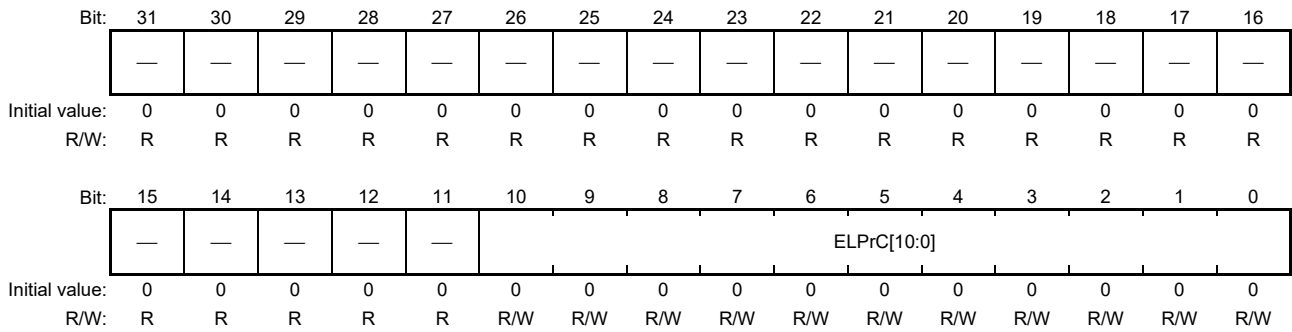 Bit: 31 30 29 28 27 26 25 24 23 22 21 20 19 18 17 16
— — — — — — — — — — — — — — — —
Initial value: 0 0 0 0 0 0 0 0 0 0 0 0 0 0 0 0
R/W: R R R R R R R R R R R R R R R R
Bit: 15 14 13 12 11 10 9 8 7 6 5 4 3 2 1 0
— — — — — ELPrC[10:0]
Initial value: 0 0 0 0 0 0 0 0 0 0 0 0 0 0 0 0
R/W: R R R R R R/W R/W R/W R/W R/W R/W R/W R/W R/W R/W R/W